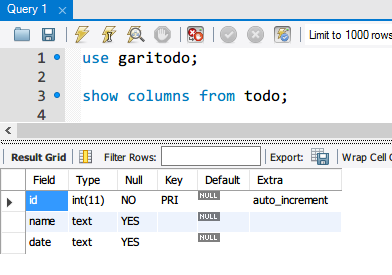 Query 1
Limit to 1000 rows
1 use garitodo;
2
3 show columns from todo;
4
Result Grid Filter Rows: Export: Wrap Cell C
Field Type Null Key Default Extra
id int(11) NO PRI NULL auto_increment
name text YES NULL
date text YES NULL